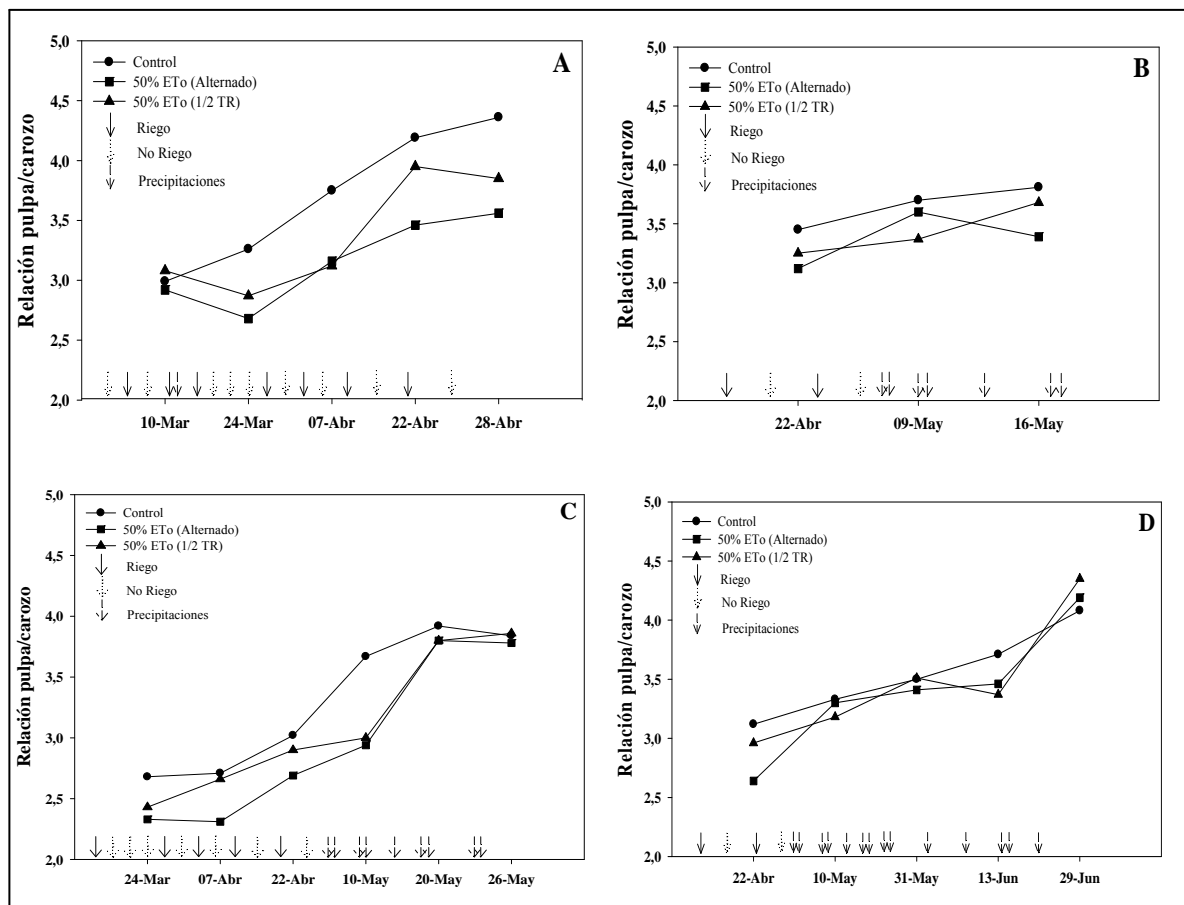 A
Relación pulpa/carozo
5,0
4,5
4,0
3,5
3,0
2,5
2,0
Control
50% ETo (Alternado)
50% ETo (1/2 TR)
Riego
No Riego
Precipitaciones
10-Mar 24-Mar 07-Abr 22-Abr 28-Abr
B
Relación pulpa/carozo
5,0
4,5
4,0
3,5
3,0
2,5
2,0
Control
50% ETo (Alternado)
50% ETo (1/2 TR)
Riego
No Riego
Precipitaciones
22-Abr 09-May 16-May
C
Relación pulpa/carozo
5,0
4,5
4,0
3,5
3,0
2,5
2,0
Control
50% ETo (Alternado)
50% ETo (1/2 TR)
Riego
No Riego
Precipitaciones
24-Mar 07-Abr 22-Abr 10-May 20-May 26-May
D
Relación pulpa/carozo
5,0
4,5
4,0
3,5
3,0
2,5
2,0
Control
50% ETo (Alternado)
50% ETo (1/2 TR)
Riego
No Riego
Precipitaciones
22-Abr 10-May 31-May 13-Jun 29-Jun